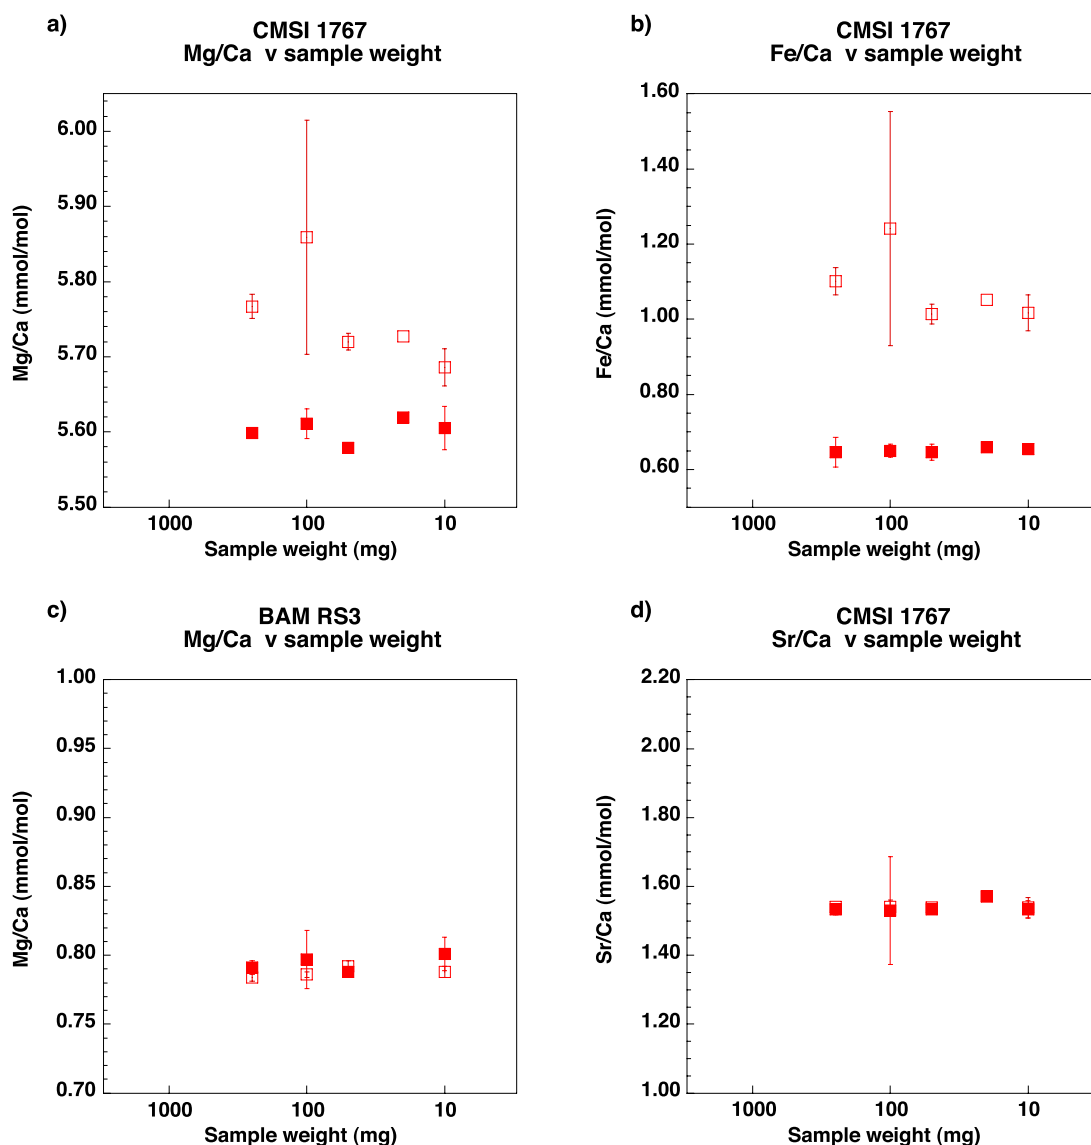 a)
CMSI 1767
Mg/Ca v sample weight
6.00
5.90
5.80
5.70
5.60
5.50
Mg/Ca (mmol/mol)
1000 100 10
Sample weight (mg)
b)
CMSI 1767
Fe/Ca v sample weight
1.60
1.40
1.20
1.00
0.80
0.60
Fe/Ca (mmol/mol)
1000 100 10
Sample weight (mg)
c)
BAM RS3
Mg/Ca v sample weight
1.00
0.95
0.90
0.85
0.80
0.75
0.70
Mg/Ca (mmol/mol)
1000 100 10
Sample weight (mg)
d)
CMSI 1767
Sr/Ca v sample weight
2.20
2.00
1.80
1.60
1.40
1.20
1.00
Sr/Ca (mmol/mol)
1000 100 10
Sample weight (mg)